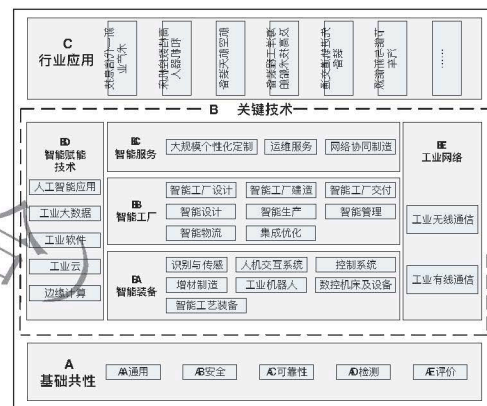 C
行业应用
……
B 关键技术
BD
智能赋能
技术
人工智能应用
工业大数据
工业软件
工业云
边缘计算
BC
智能服务
大规模个性化定制 运维服务 网络协同制造
BB
智能工厂
智能工厂设计 智能工厂建造 智能工厂交付
智能设计 智能生产 智能管理
智能物流 集成优化
BA
智能装备
识别与传感 人机交互系统 控制系统
增材制造 工业机器人 数控机床及设备
智能工艺装备
BE
工业网络
工业无线通信
工业有线通信
A
基础共性
AA通用 AB安全 AC可靠性 AD检测 AE评价